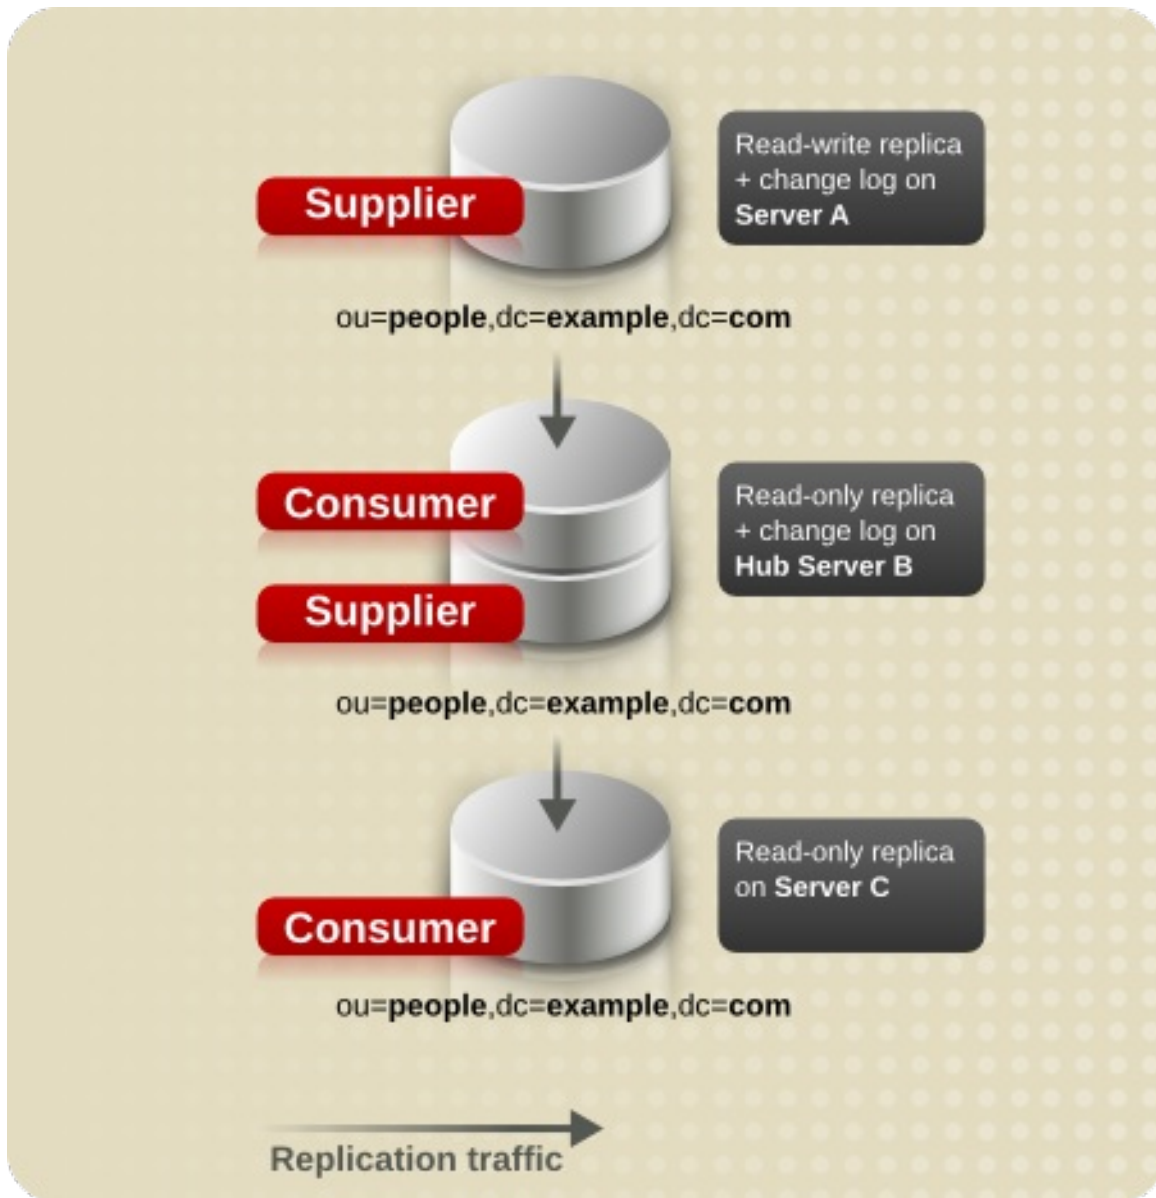 Supplier
Read-write replica
+ change log on
Server A
ou=people,dc=example,dc=com
Consumer
Supplier
Read-only replica
+ change log on
Hub Server B
ou=people,dc=example,dc=com
Consumer
Read-only replica
on Server C
ou=people,dc=example,dc=com
Replication traffic